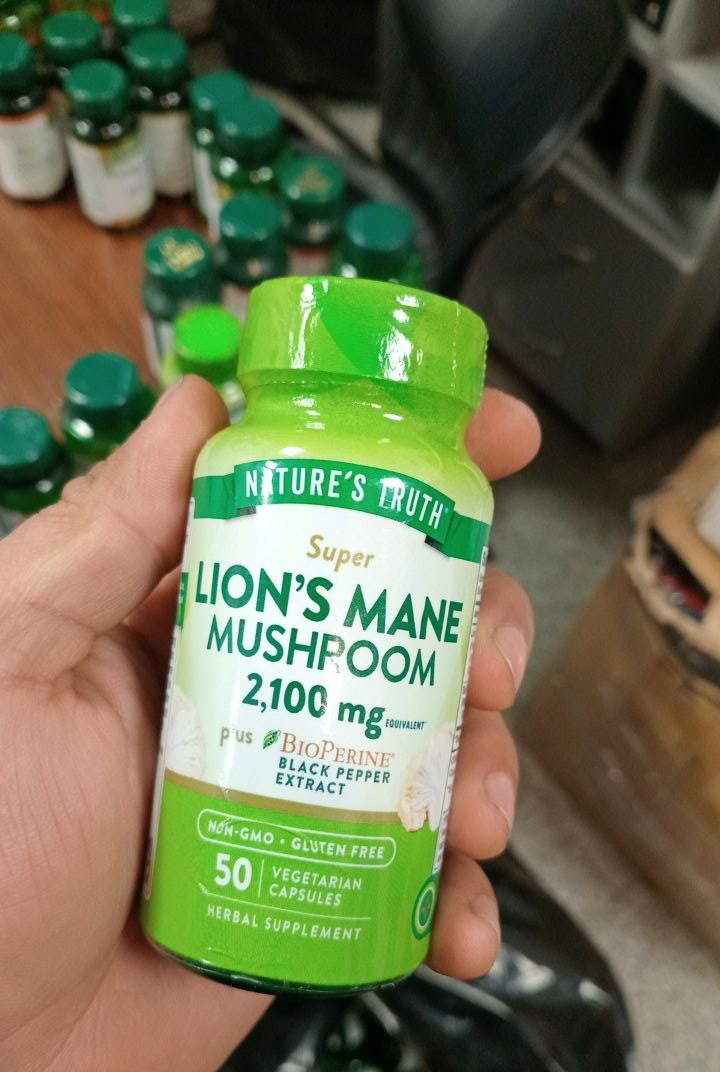 NATURE'S TRUTH®
Super
LION'S MANE
MUSHROOM
2,100 mg EQUIVALENT**
plus BIOPERINE®
BLACK PEPPER
EXTRACT
NON-GMO • GLUTEN FREE
50 VEGETARIAN
CAPSULES
HERBAL SUPPLEMENT